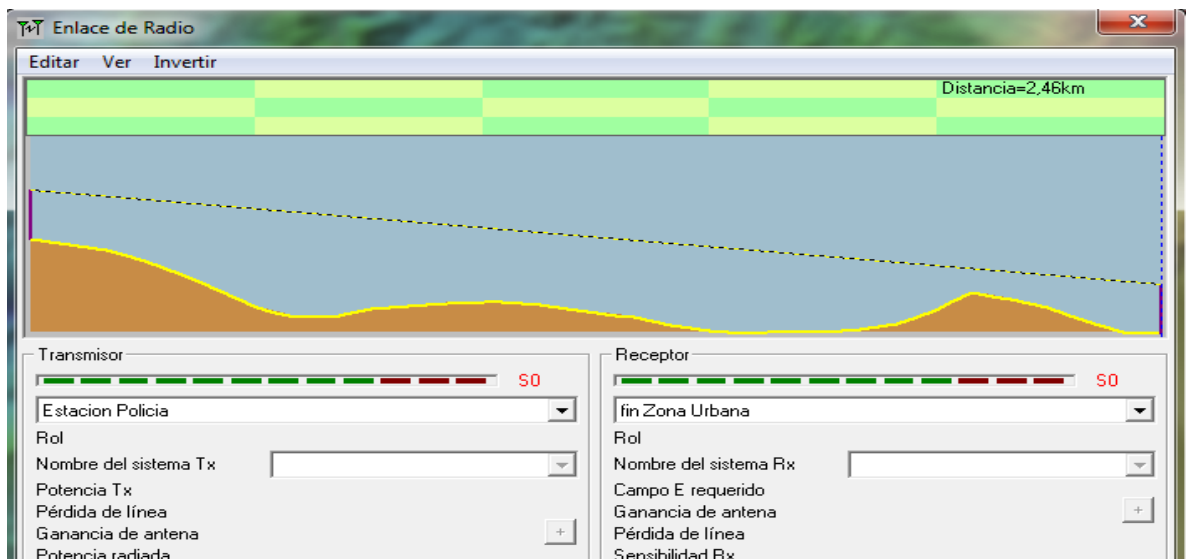 Enlace de Radio
Editar Ver Invertir
Distancia=2,46km
Transmisor
S0
Estacion Policia
Rol
Nombre del sistema Tx
Potencia Tx
Pérdida de línea
Ganancia de antena
+
Potencia radiada
Receptor
S0
fin Zona Urbana
Rol
Nombre del sistema Rx
Campo E requerido
Ganancia de antena
+
Pérdida de línea
Sensibilidad Rx